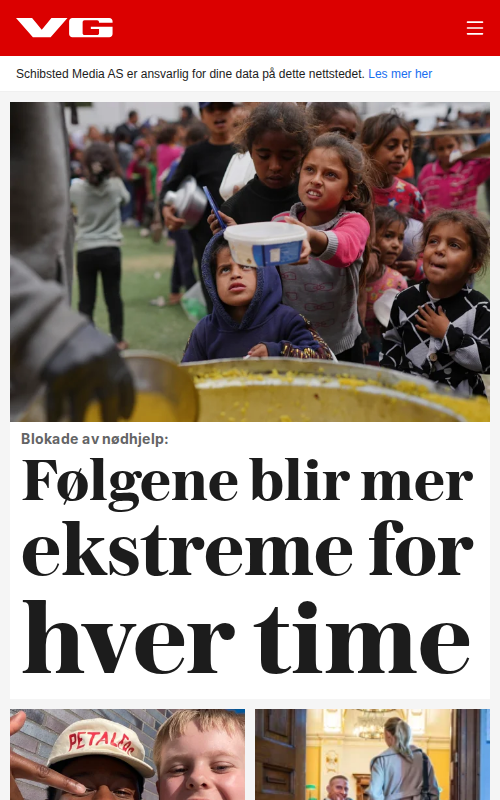 VG
Schibsted Media AS er ansvarlig for dine data på dette nettstedet. Les mer her
Blokade av nødhjelp:
Følgene blir mer
ekstreme for
hver time